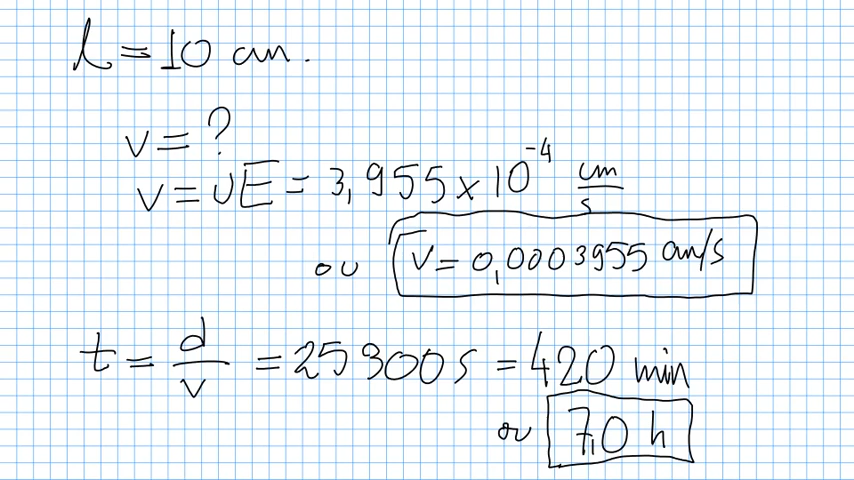 l = 10 cm.
v = ?
v = UE = 3,955 x 10^-4 cm/s
ou v = 0,0003955 cm/s
t = d/v = 25300 s = 420 min
ou 7,0 h